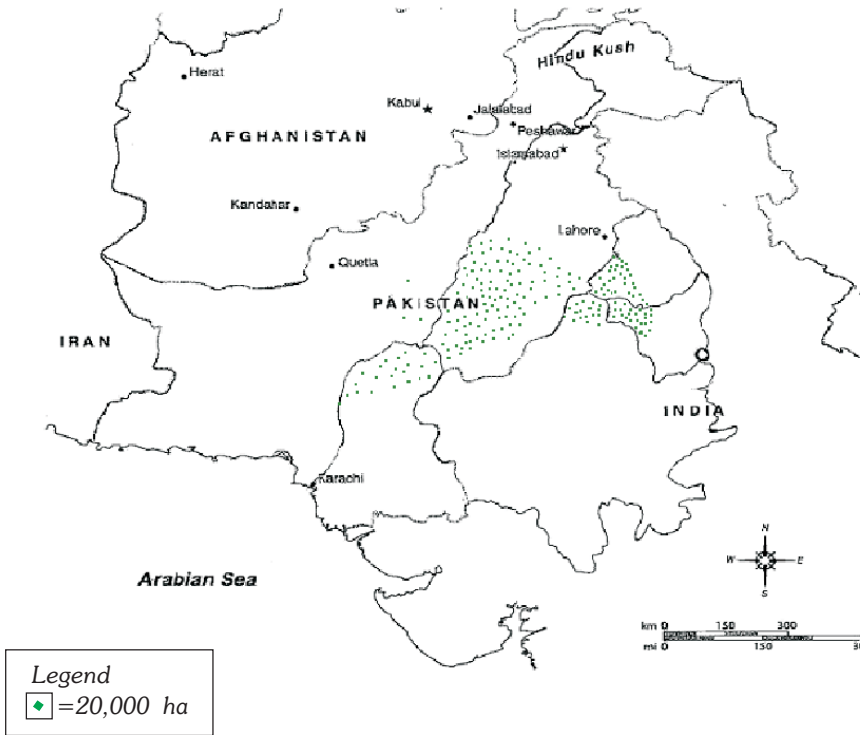 Hindu Kush
Herat
Kabul
Jalalabad
Peshawar
AFGHANISTAN
Islamabad
Kandahar
Lahore
Quetta
PAKISTAN
IRAN
INDIA
Karachi
N
W E
S
Arabian Sea
km 0 150 300
mi 0 150
Legend
=20,000 ha